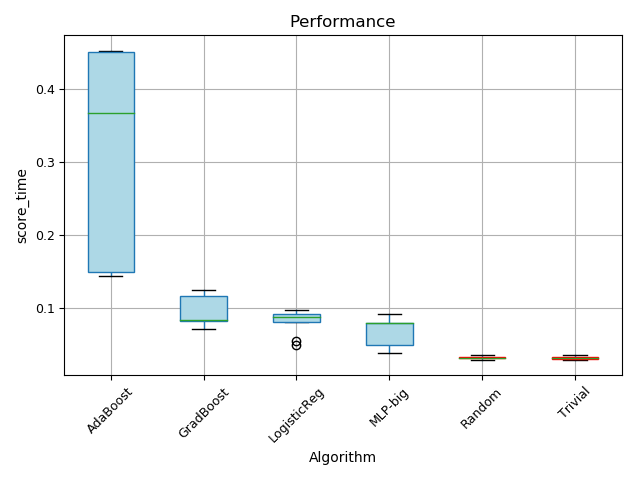 Performance
score_time
0.4
0.3
0.2
0.1
AdaBoost
GradBoost
LogisticReg
MLP-big
Random
Trivial
Algorithm